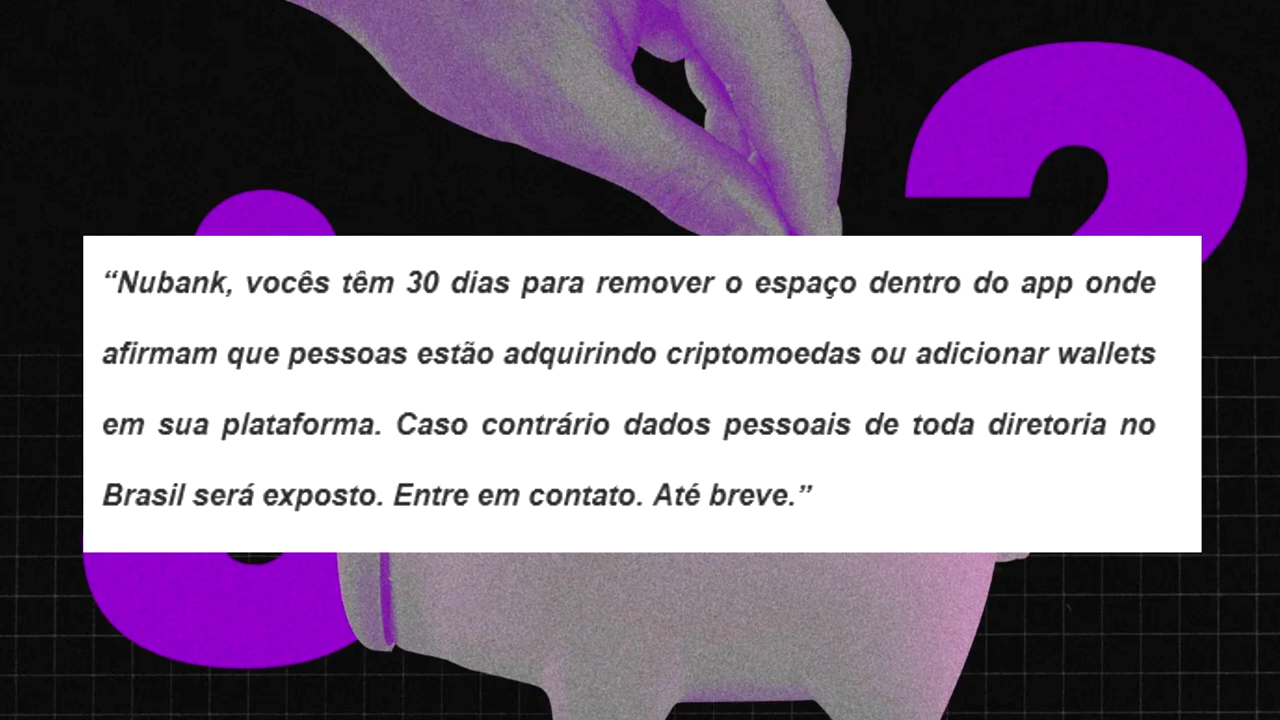 “Nubank, vocês têm 30 dias para remover o espaço dentro do app onde
afirmam que pessoas estão adquirindo criptomoedas ou adicionar wallets
em sua plataforma. Caso contrário dados pessoais de toda diretoria no
Brasil será exposto. Entre em contato. Até breve.”